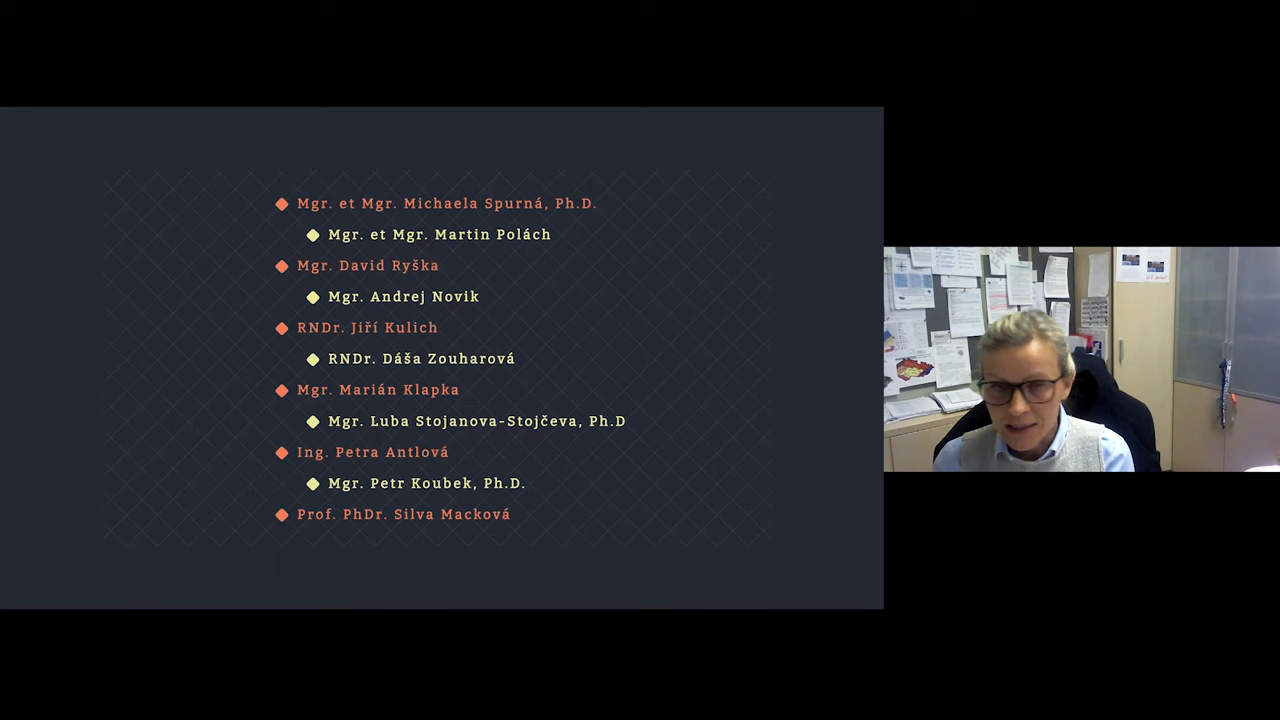 Mgr. et Mgr. Michaela Spurná, Ph.D.
Mgr. et Mgr. Martin Polách
Mgr. David Ryška
Mgr. Andrej Novik
RNDr. Jiří Kulich
RNDr. Dáša Zouharová
Mgr. Marián Klapka
Mgr. Luba Stojanova-Stojčeva, Ph.D
Ing. Petra Antlová
Mgr. Petr Koubek, Ph.D.
Prof. PhDr. Silva Macková